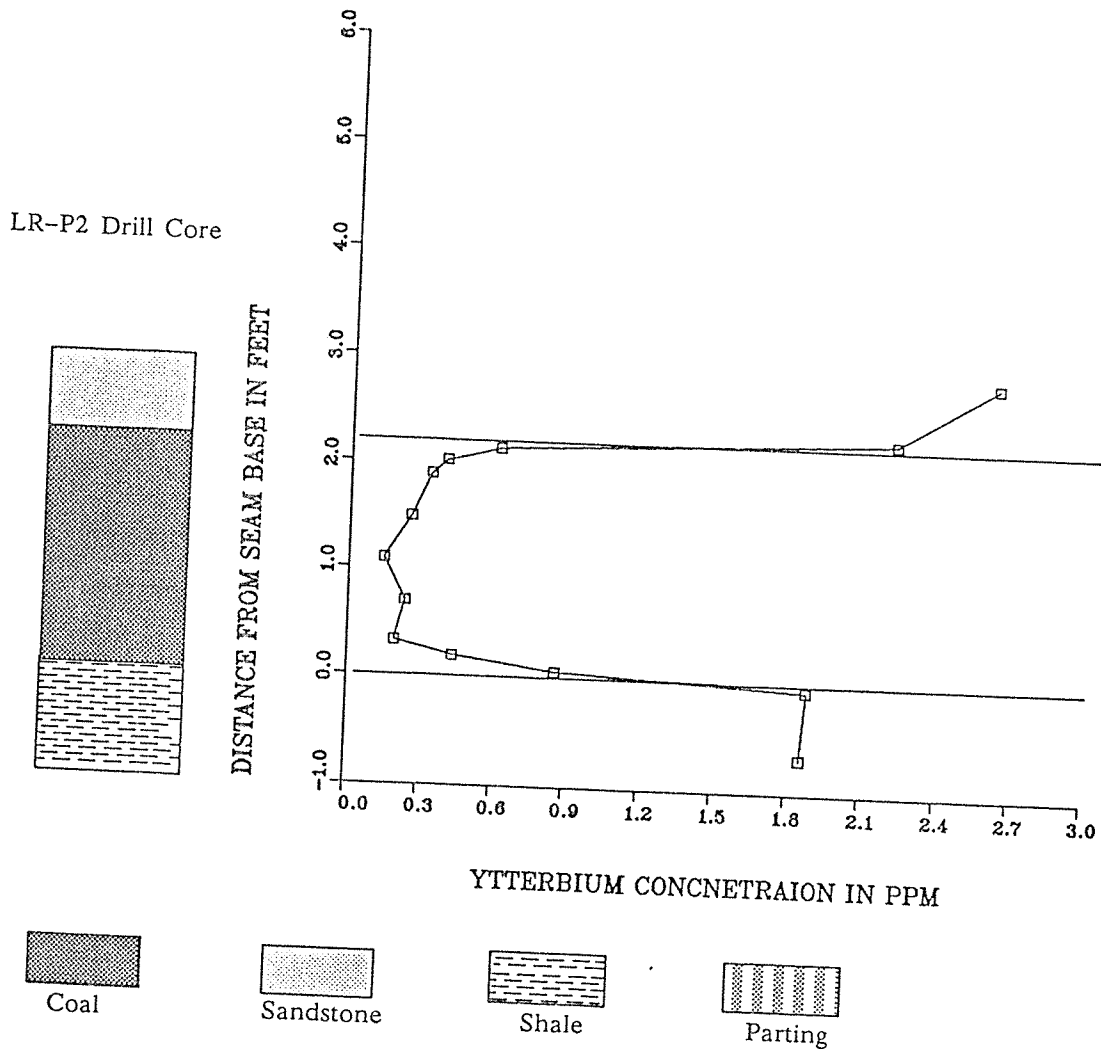 LR-P2 Drill Core
DISTANCE FROM SEAM BASE IN FEET
6.0
5.0
4.0
3.0
2.0
1.0
0.0
-1.0
0.0 0.3 0.6 0.9 1.2 1.5 1.8 2.1 2.4 2.7 3.0
YTTERBIUM CONCNETRAION IN PPM
Coal Sandstone Shale Parting